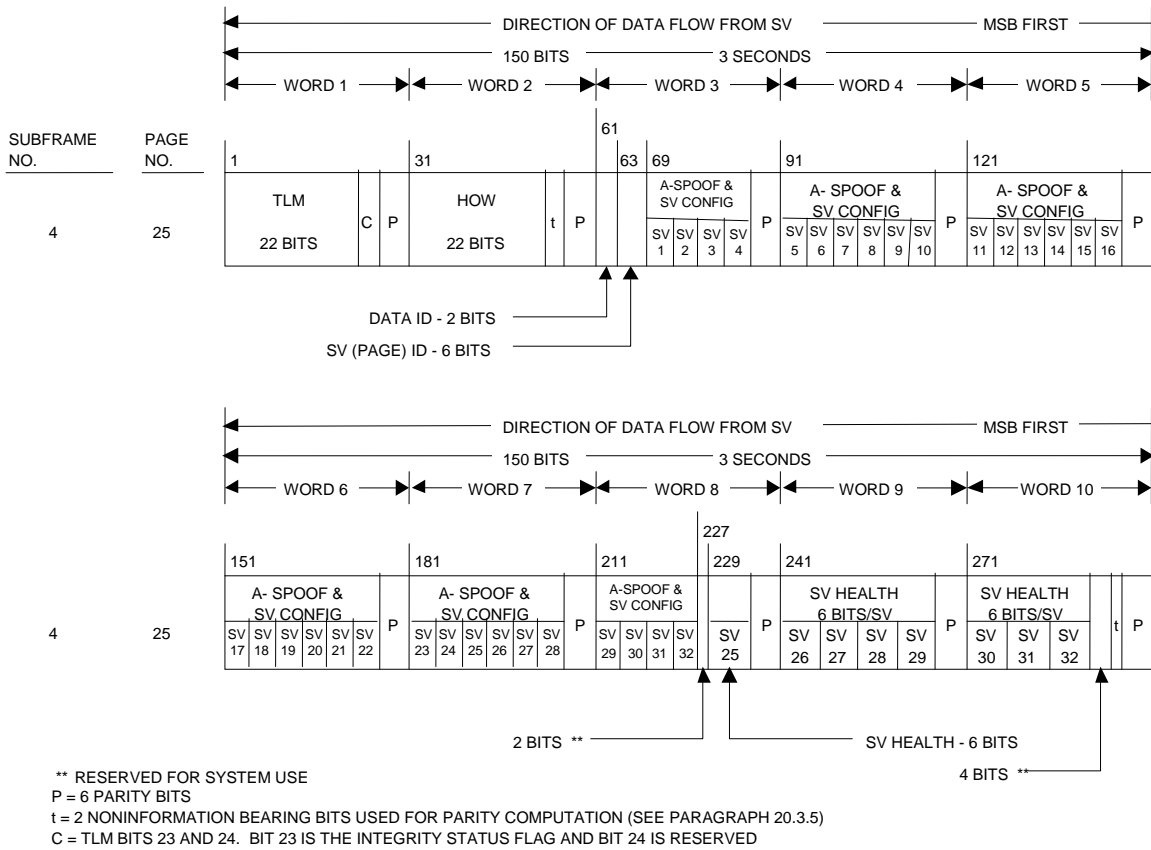 DIRECTION OF DATA FLOW FROM SV MSB FIRST
150 BITS 3 SECONDS
WORD 1 WORD 2 WORD 3 WORD 4 WORD 5
SUBFRAME NO. PAGE NO.
61
1 31 63 69 91 121
4 25
TLM 22 BITS C P
HOW 22 BITS t P
A-SPOOF & SV CONFIG
SV 1 SV 2 SV 3 SV 4 P
A- SPOOF & SV CONFIG
SV 5 SV 6 SV 7 SV 8 SV 9 SV 10 P
A- SPOOF & SV CONFIG
SV 11 SV 12 SV 13 SV 14 SV 15 SV 16 P
DATA ID - 2 BITS
SV (PAGE) ID - 6 BITS
DIRECTION OF DATA FLOW FROM SV MSB FIRST
150 BITS 3 SECONDS
WORD 6 WORD 7 WORD 8 WORD 9 WORD 10
227
151 181 211 229 241 271
4 25
A- SPOOF & SV CONFIG
SV 17 SV 18 SV 19 SV 20 SV 21 SV 22 P
A- SPOOF & SV CONFIG
SV 23 SV 24 SV 25 SV 26 SV 27 SV 28 P
A-SPOOF & SV CONFIG
SV 29 SV 30 SV 31 SV 32
SV 25 P
SV HEALTH 6 BITS/SV
SV 26 SV 27 SV 28 SV 29 P
SV HEALTH 6 BITS/SV
SV 30 SV 31 SV 32 t P
2 BITS ** SV HEALTH - 6 BITS
4 BITS **
** RESERVED FOR SYSTEM USE
P = 6 PARITY BITS
t = 2 NONINFORMATION BEARING BITS USED FOR PARITY COMPUTATION (SEE PARAGRAPH 20.3.5)
C = TLM BITS 23 AND 24. BIT 23 IS THE INTEGRITY STATUS FLAG AND BIT 24 IS RESERVED